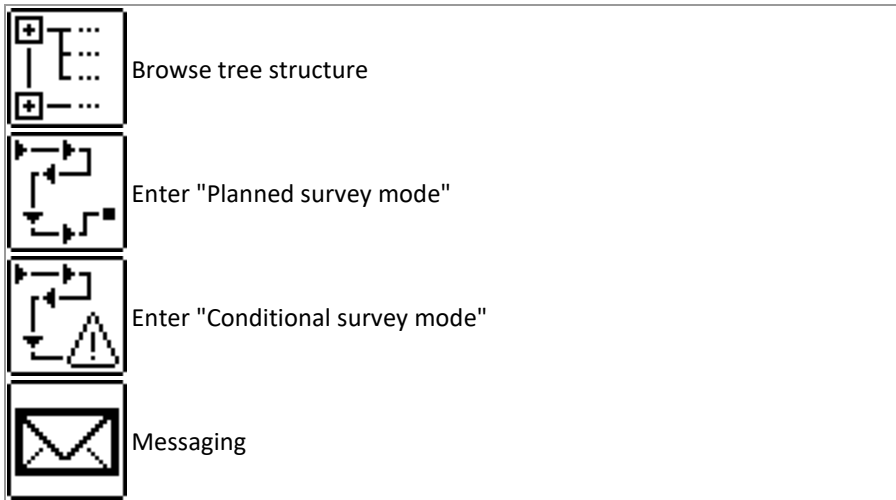 Browse tree structure
Enter "Planned survey mode"
Enter "Conditional survey mode"
Messaging